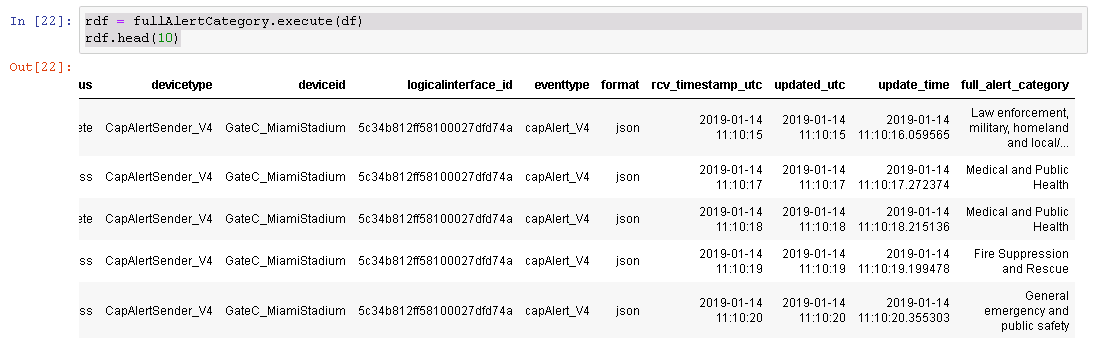 In [22]: rdf = fullAlertCategory.execute(df)
rdf.head(10)
Out[22]:
us devicetype deviceid logicalinterface_id eventtype format rcv_timestamp_utc updated_utc update_time full_alert_category
ete CapAlertSender_V4 GateC_MiamiStadium 5c34b812ff58100027dfd74a capAlert_V4 json 2019-01-14 11:10:15 2019-01-14 11:10:15 2019-01-14 11:10:16.059565 Law enforcement, military, homeland and local/...
ss CapAlertSender_V4 GateC_MiamiStadium 5c34b812ff58100027dfd74a capAlert_V4 json 2019-01-14 11:10:17 2019-01-14 11:10:17 2019-01-14 11:10:17.272374 Medical and Public Health
ete CapAlertSender_V4 GateC_MiamiStadium 5c34b812ff58100027dfd74a capAlert_V4 json 2019-01-14 11:10:18 2019-01-14 11:10:18 2019-01-14 11:10:18.215136 Medical and Public Health
ss CapAlertSender_V4 GateC_MiamiStadium 5c34b812ff58100027dfd74a capAlert_V4 json 2019-01-14 11:10:19 2019-01-14 11:10:19 2019-01-14 11:10:19.199478 Fire Suppression and Rescue
ss CapAlertSender_V4 GateC_MiamiStadium 5c34b812ff58100027dfd74a capAlert_V4 json 2019-01-14 11:10:20 2019-01-14 11:10:20 2019-01-14 11:10:20.355303 General emergency and public safety